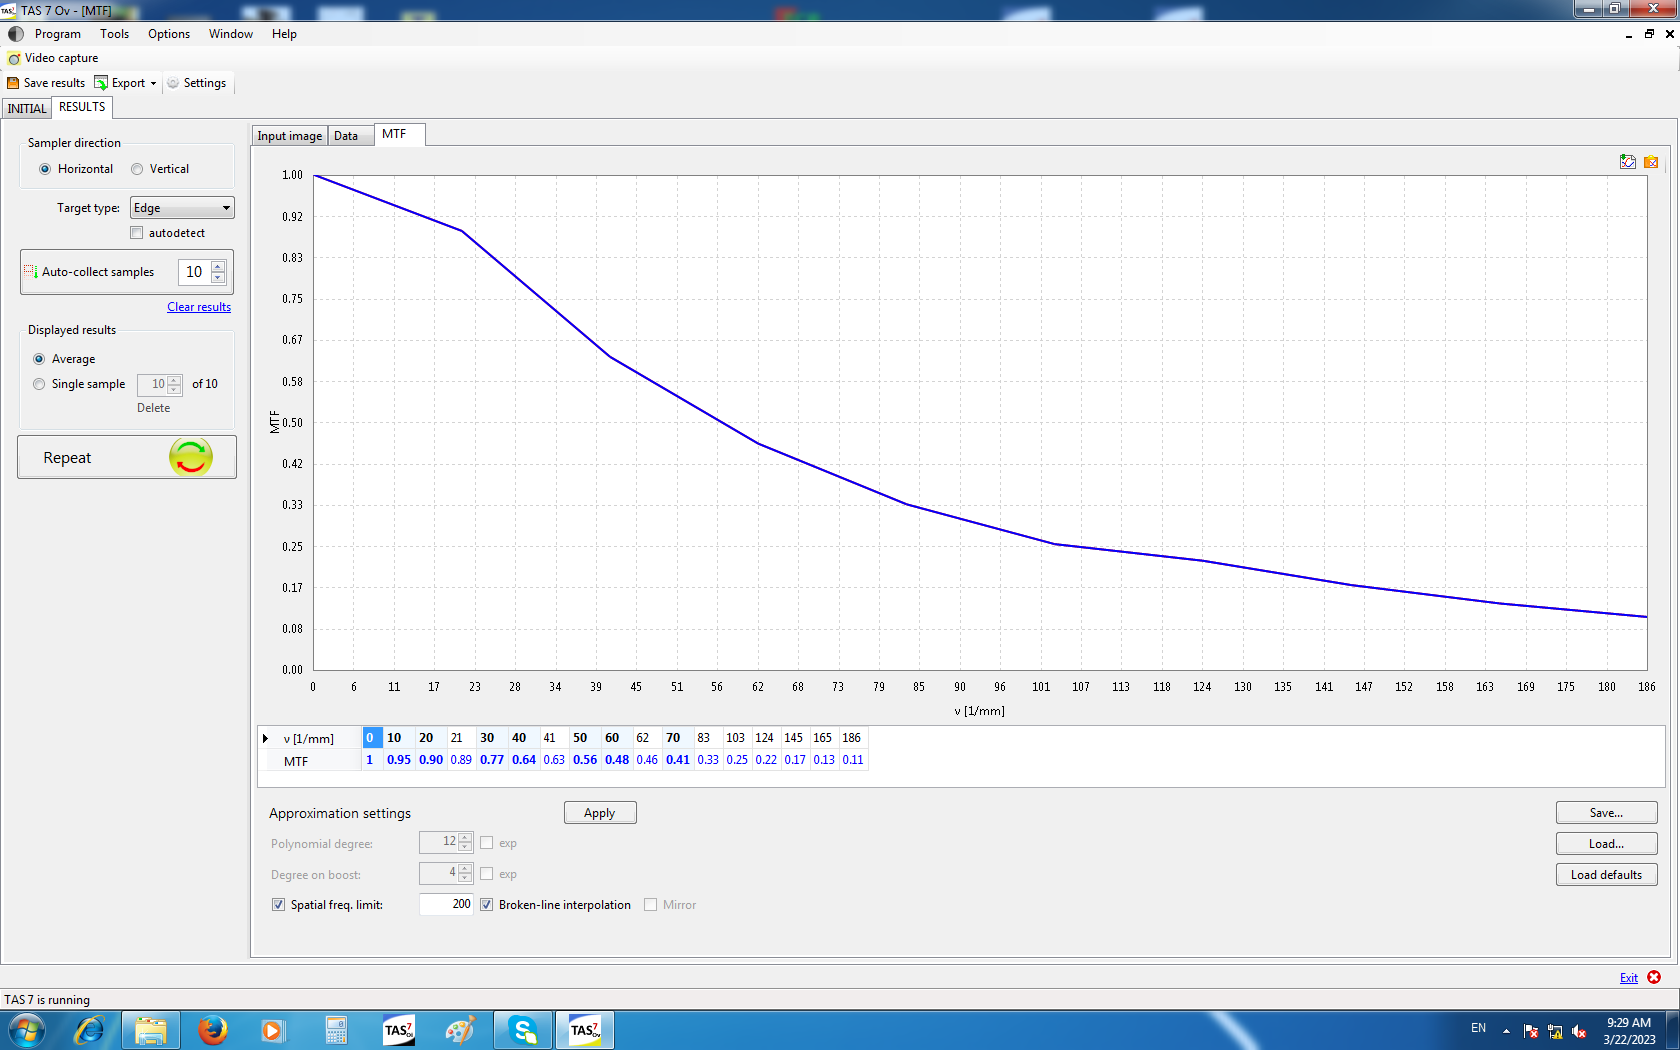 TAS 7 Ov - [MTF]
Program Tools Options Window Help
Video capture
Save results Export Settings
INITIAL RESULTS
Sampler direction
Horizontal Vertical
Target type: Edge
autodetect
Auto-collect samples 10
Clear results
Displayed results
Average
Single sample 10 of 10
Delete
Repeat
Input image Data MTF
1.00
0.92
0.83
0.75
0.67
0.58
0.50
0.42
0.33
0.25
0.17
0.08
0.00
MTF
0 6 11 17 23 28 34 39 45 51 56 62 68 73 79 85 90 96 101 107 113 118 124 130 135 141 147 152 158 163 169 175 180 186
ν [1/mm]
ν [1/mm] 0 10 20 21 30 40 41 50 60 62 70 83 103 124 145 165 186
MTF 1 0.95 0.90 0.89 0.77 0.64 0.63 0.56 0.48 0.46 0.41 0.33 0.25 0.22 0.17 0.13 0.11
Approximation settings Apply
Polynomial degree: 12 exp
Degree on boost: 4 exp
Spatial freq. limit: 200 Broken-line interpolation Mirror
Save...
Load...
Load defaults
Exit
TAS 7 is running
TAS 7 Ol
TAS 7 Ov
EN
9:29 AM
3/22/2023